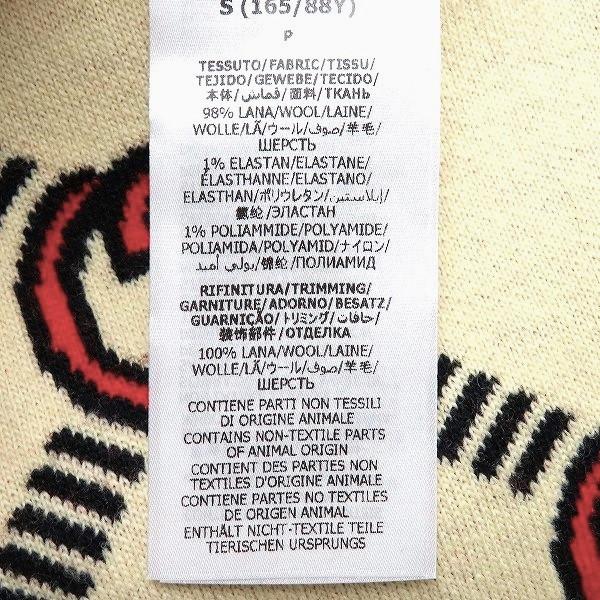 S (165/88Y)
P
TESSUTO/FABRIC/TISSU/
TEJIDO/GEWEBE/TECIDO/
本体/قماش/面料/ТКАНЬ
98% LANA/WOOL/LAINE/
WOLLE/LÃ/ウール/صوف/羊毛/
ШЕРСТЬ
1% ELASTAN/ELASTANE/
ÉLASTHANNE/ELASTANO/
ELASTHAN/ポリウレタン/إيلاستين/
氨纶/ЭЛАСТАН
1% POLIAMMIDE/POLYAMIDE/
POLIAMIDA/POLYAMID/ナイロン/
بولي أميد/锦纶/ПОЛИАМИД
RIFINITURA/TRIMMING/
GARNITURE/ADORNO/BESATZ/
GUARNIÇÃO/トリミング/حافات/
装饰部件/ОТДЕЛКА
100% LANA/WOOL/LAINE/
WOLLE/LÃ/ウール/صوف/羊毛/
ШЕРСТЬ
CONTIENE PARTI NON TESSILI
DI ORIGINE ANIMALE
CONTAINS NON-TEXTILE PARTS
OF ANIMAL ORIGIN
CONTIENT DES PARTIES NON
TEXTILES D'ORIGINE ANIMALE
CONTIENE PARTES NO TEXTILES
DE ORIGEN ANIMAL
ENTHÄLT NICHT-TEXTILE TEILE
TIERISCHEN URSPRUNGS